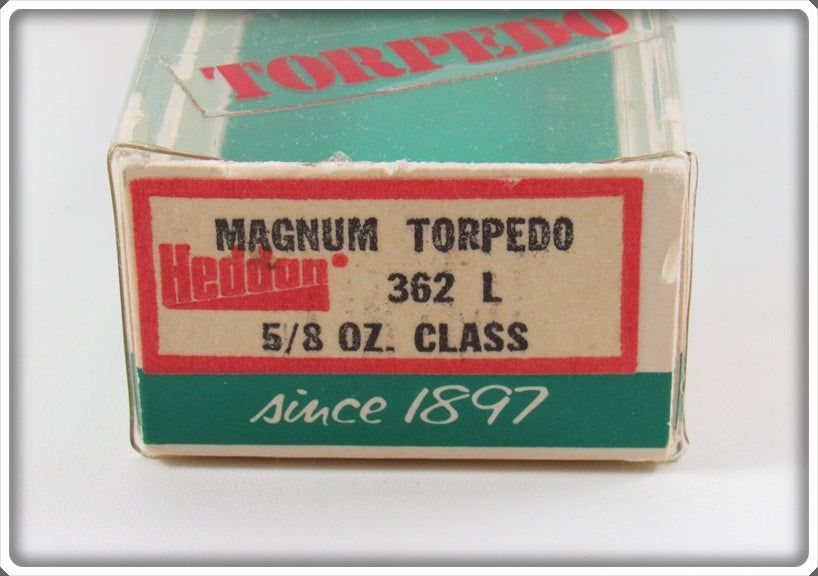 TORPEDO
MAGNUM TORPEDO
Heddon
362 L
5/8 OZ. CLASS
since 1897